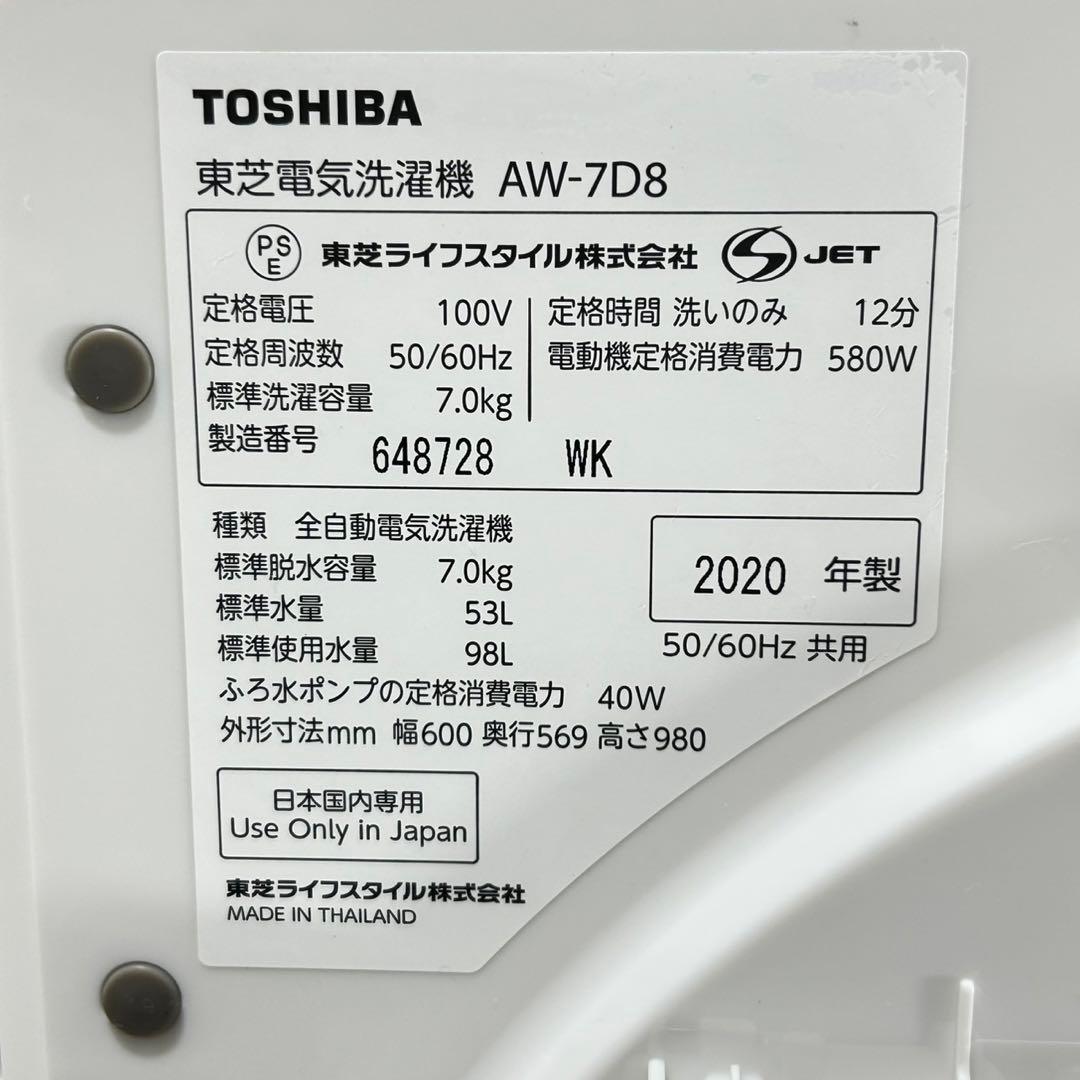 TOSHIBA
東芝電気洗濯機 AW-7D8
PSE 東芝ライフスタイル株式会社 S JET
定格電圧 100V
定格周波数 50/60Hz
標準洗濯容量 7.0kg
定格時間 洗いのみ 12分
電動機定格消費電力 580W
製造番号 648728 WK
種類 全自動電気洗濯機
標準脱水容量 7.0kg
標準水量 53L
標準使用水量 98L
2020 年製
50/60Hz 共用
ふろ水ポンプの定格消費電力 40W
外形寸法mm 幅600 奥行569 高さ980
日本国内専用
Use Only in Japan
東芝ライフスタイル株式会社
MADE IN THAILAND